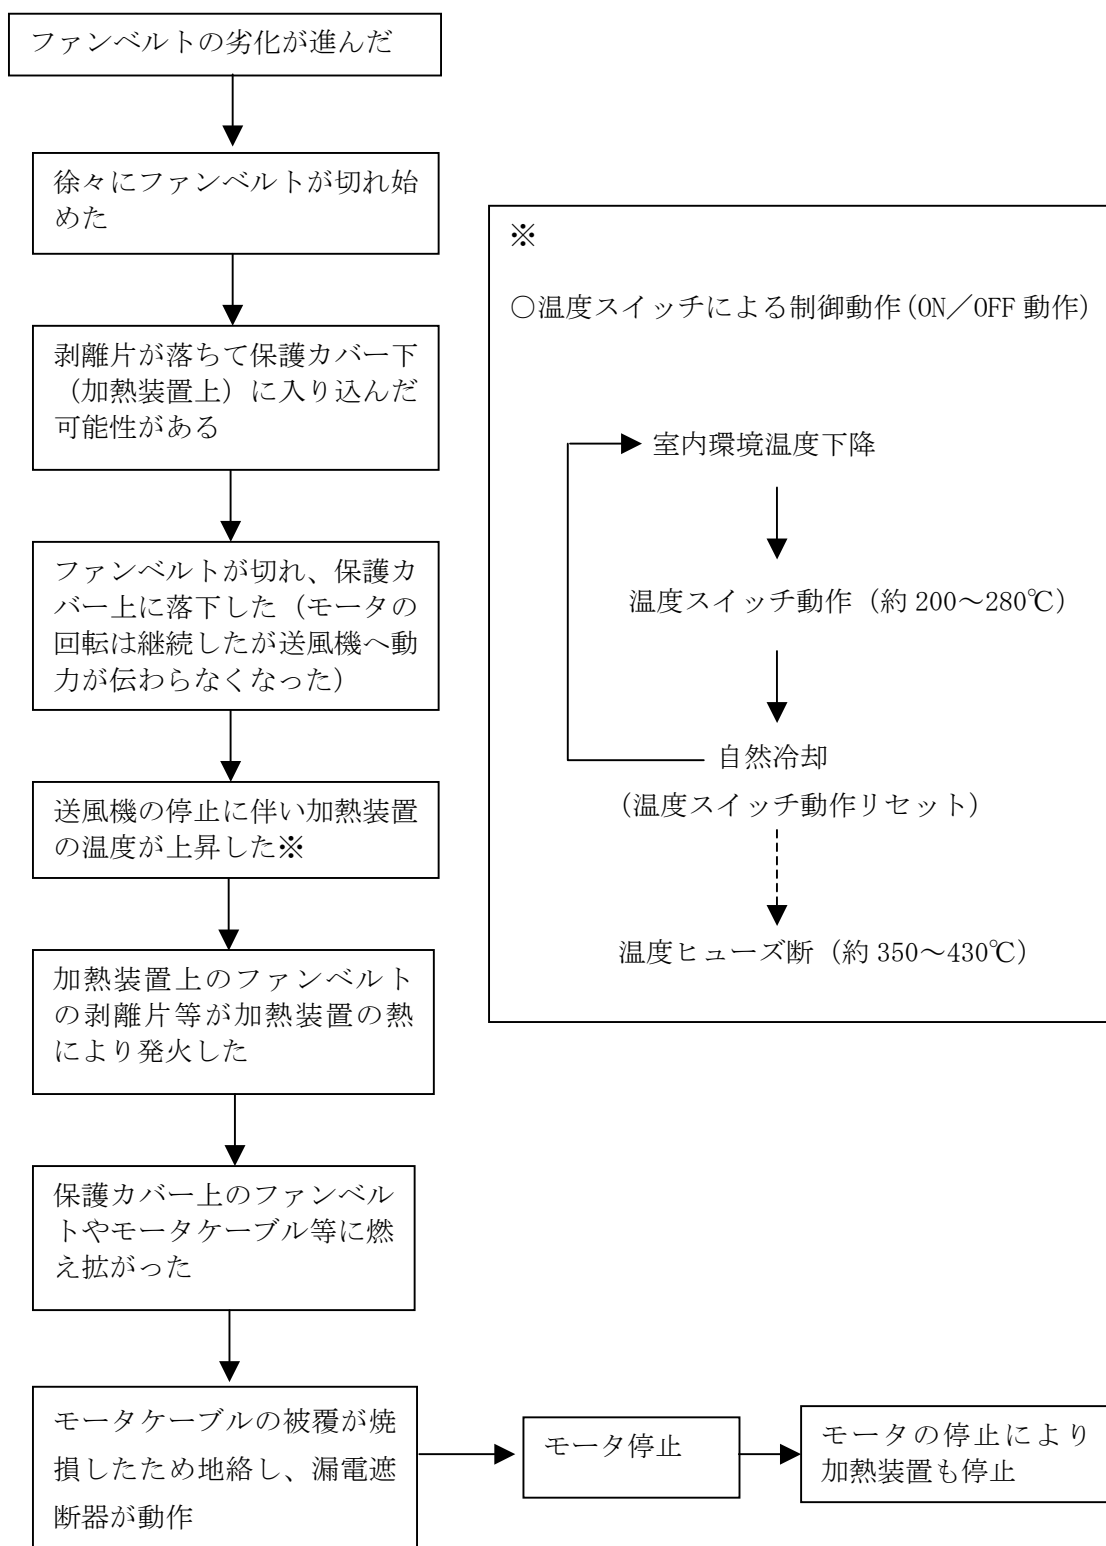 ファンベルトの劣化が進んだ
徐々にファンベルトが切れ始
めた
剥離片が落ちて保護カバー下
（加熱装置上）に入り込んだ
可能性がある
ファンベルトが切れ、保護カ
バー上に落下した（モータの
回転は継続したが送風機へ動
力が伝わらなくなった）
送風機の停止に伴い加熱装置
の温度が上昇した※
加熱装置上のファンベルト
の剥離片等が加熱装置の熱
により発火した
保護カバー上のファンベル
トやモータケーブル等に燃
え拡がった
モータケーブルの被覆が焼
損したため地絡し、漏電遮
断器が動作
モータ停止
モータの停止により
加熱装置も停止
※
○温度スイッチによる制御動作(ON／OFF 動作)
室内環境温度下降
温度スイッチ動作（約 200～280℃）
自然冷却
（温度スイッチ動作リセット）
温度ヒューズ断（約 350～430℃）